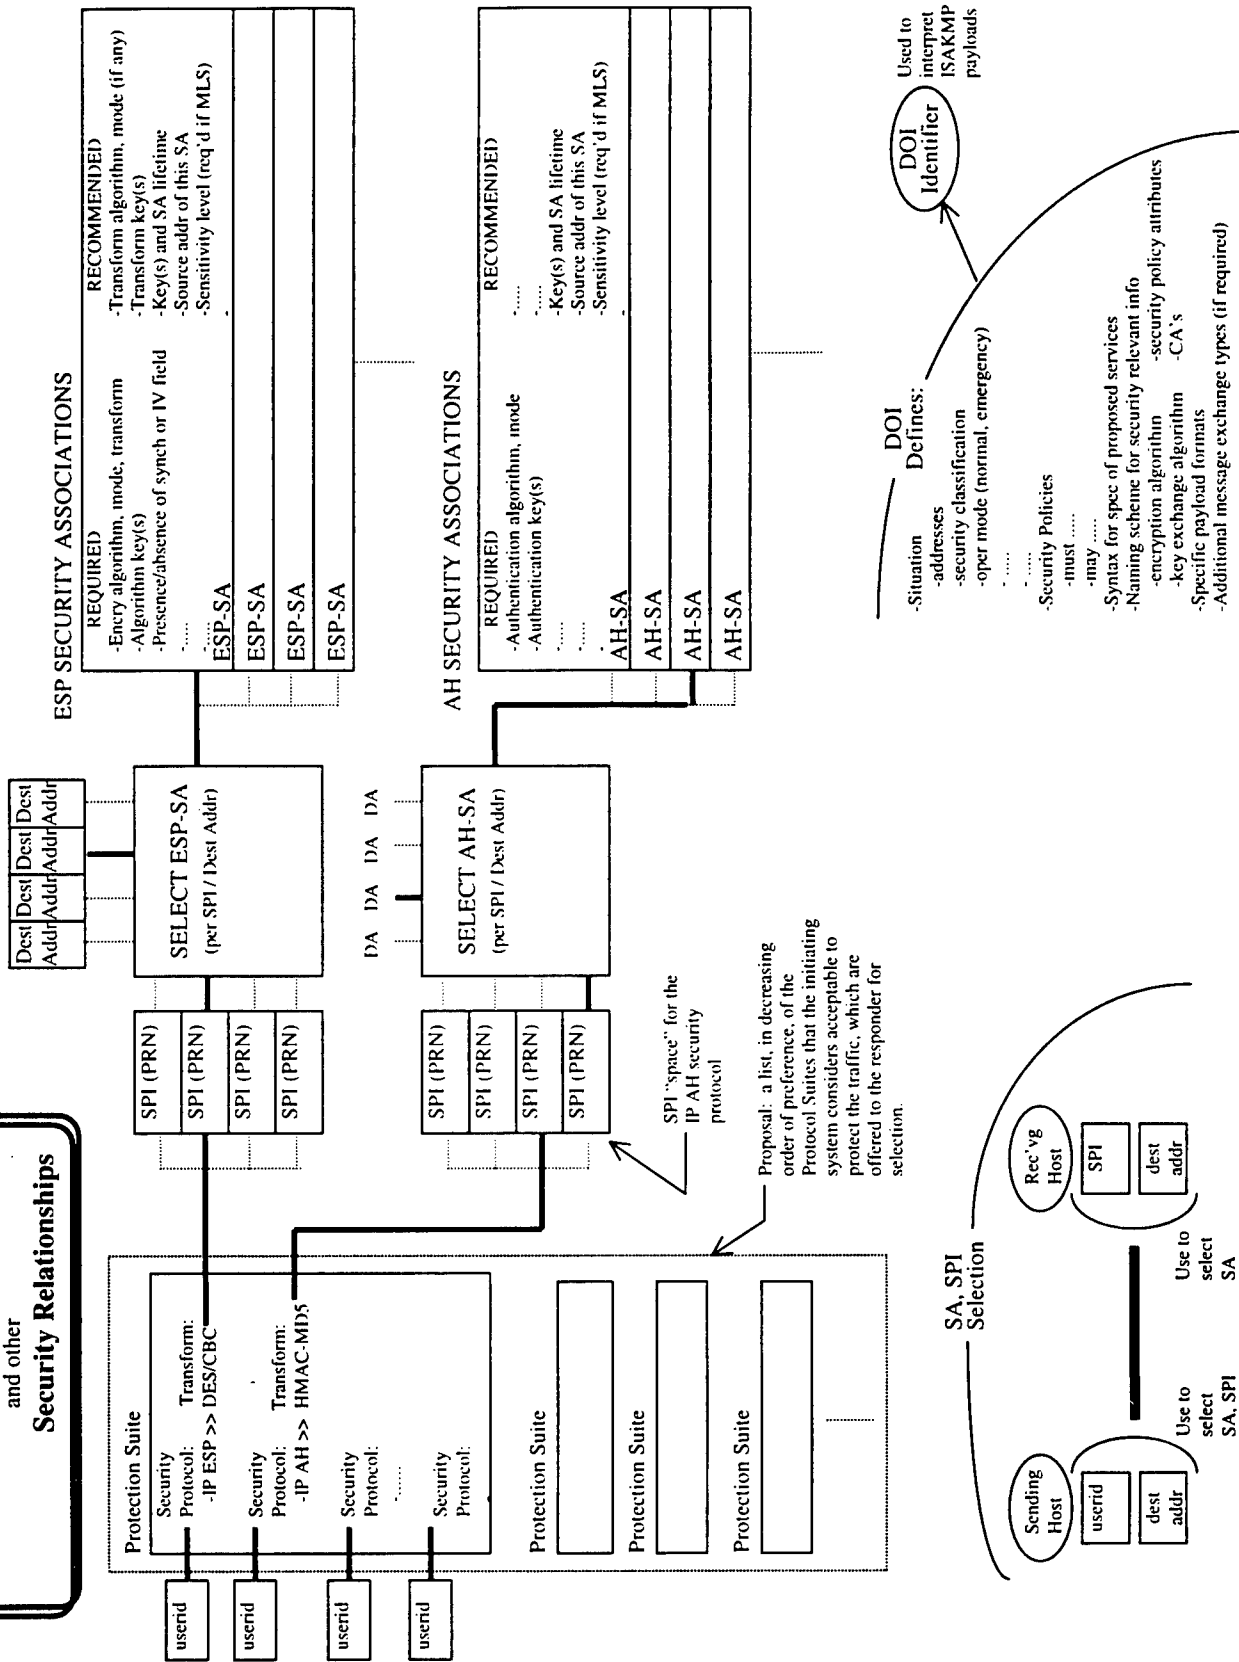 and other
Security Relationships
userid
userid
userid
userid
Protection Suite
Security
Protocol: Transform:
-IP ESP >> DES/CBC
Security
Protocol: Transform:
-IP AH >> HMAC-MD5
Security
Protocol:
-.....
Security
Protocol:
Protection Suite
Protection Suite
Protection Suite
SPI (PRN)
SPI (PRN)
SPI (PRN)
SPI (PRN)
SPI (PRN)
SPI (PRN)
SPI (PRN)
SPI (PRN)
SPI "space" for the
IP AH security
protocol
Proposal: a list, in decreasing
order of preference, of the
Protocol Suites that the initiating
system considers acceptable to
protect the traffic, which are
offered to the responder for
selection.
Dest Addr
Dest Addr
Dest Addr
Dest Addr
SELECT ESP-SA
(per SPI / Dest Addr)
DA DA DA DA
SELECT AH-SA
(per SPI / Dest Addr)
ESP SECURITY ASSOCIATIONS
REQUIRED
-Encry algorithm, mode, transform
-Algorithm key(s)
-Presence/absence of synch or IV field
-.....
-.....
RECOMMENDED
-Transform algorithm, mode (if any)
-Transform key(s)
-Key(s) and SA lifetime
-Source addr of this SA
-Sensitivity level (req'd if MLS)
-
ESP-SA
ESP-SA
ESP-SA
ESP-SA
AH SECURITY ASSOCIATIONS
REQUIRED
-Authentication algorithm, mode
-Authentication key(s)
-.....
-.....
-
RECOMMENDED
-.....
-.....
-Key(s) and SA lifetime
-Source addr of this SA
-Sensitivity level (req'd if MLS)
-
AH-SA
AH-SA
AH-SA
AH-SA
SA, SPI
Selection
Sending
Host
userid
dest
addr
Use to
select
SA, SPI
Rec'vg
Host
SPI
dest
addr
Use to
select
SA
DOI
Defines:
-Situation
-addresses
-security classification
-oper mode (normal, emergency)
-.....
-.....
-Security Policies
-must .....
-may .....
-Syntax for spec of proposed services
-Naming scheme for security relevant info
-encryption algorithm -security policy attributes
-key exchange algorithm -CA's
-Specific payload formats
-Additional message exchange types (if required)
DOI
Identifier
Used to
interpret
ISAKMP
payloads